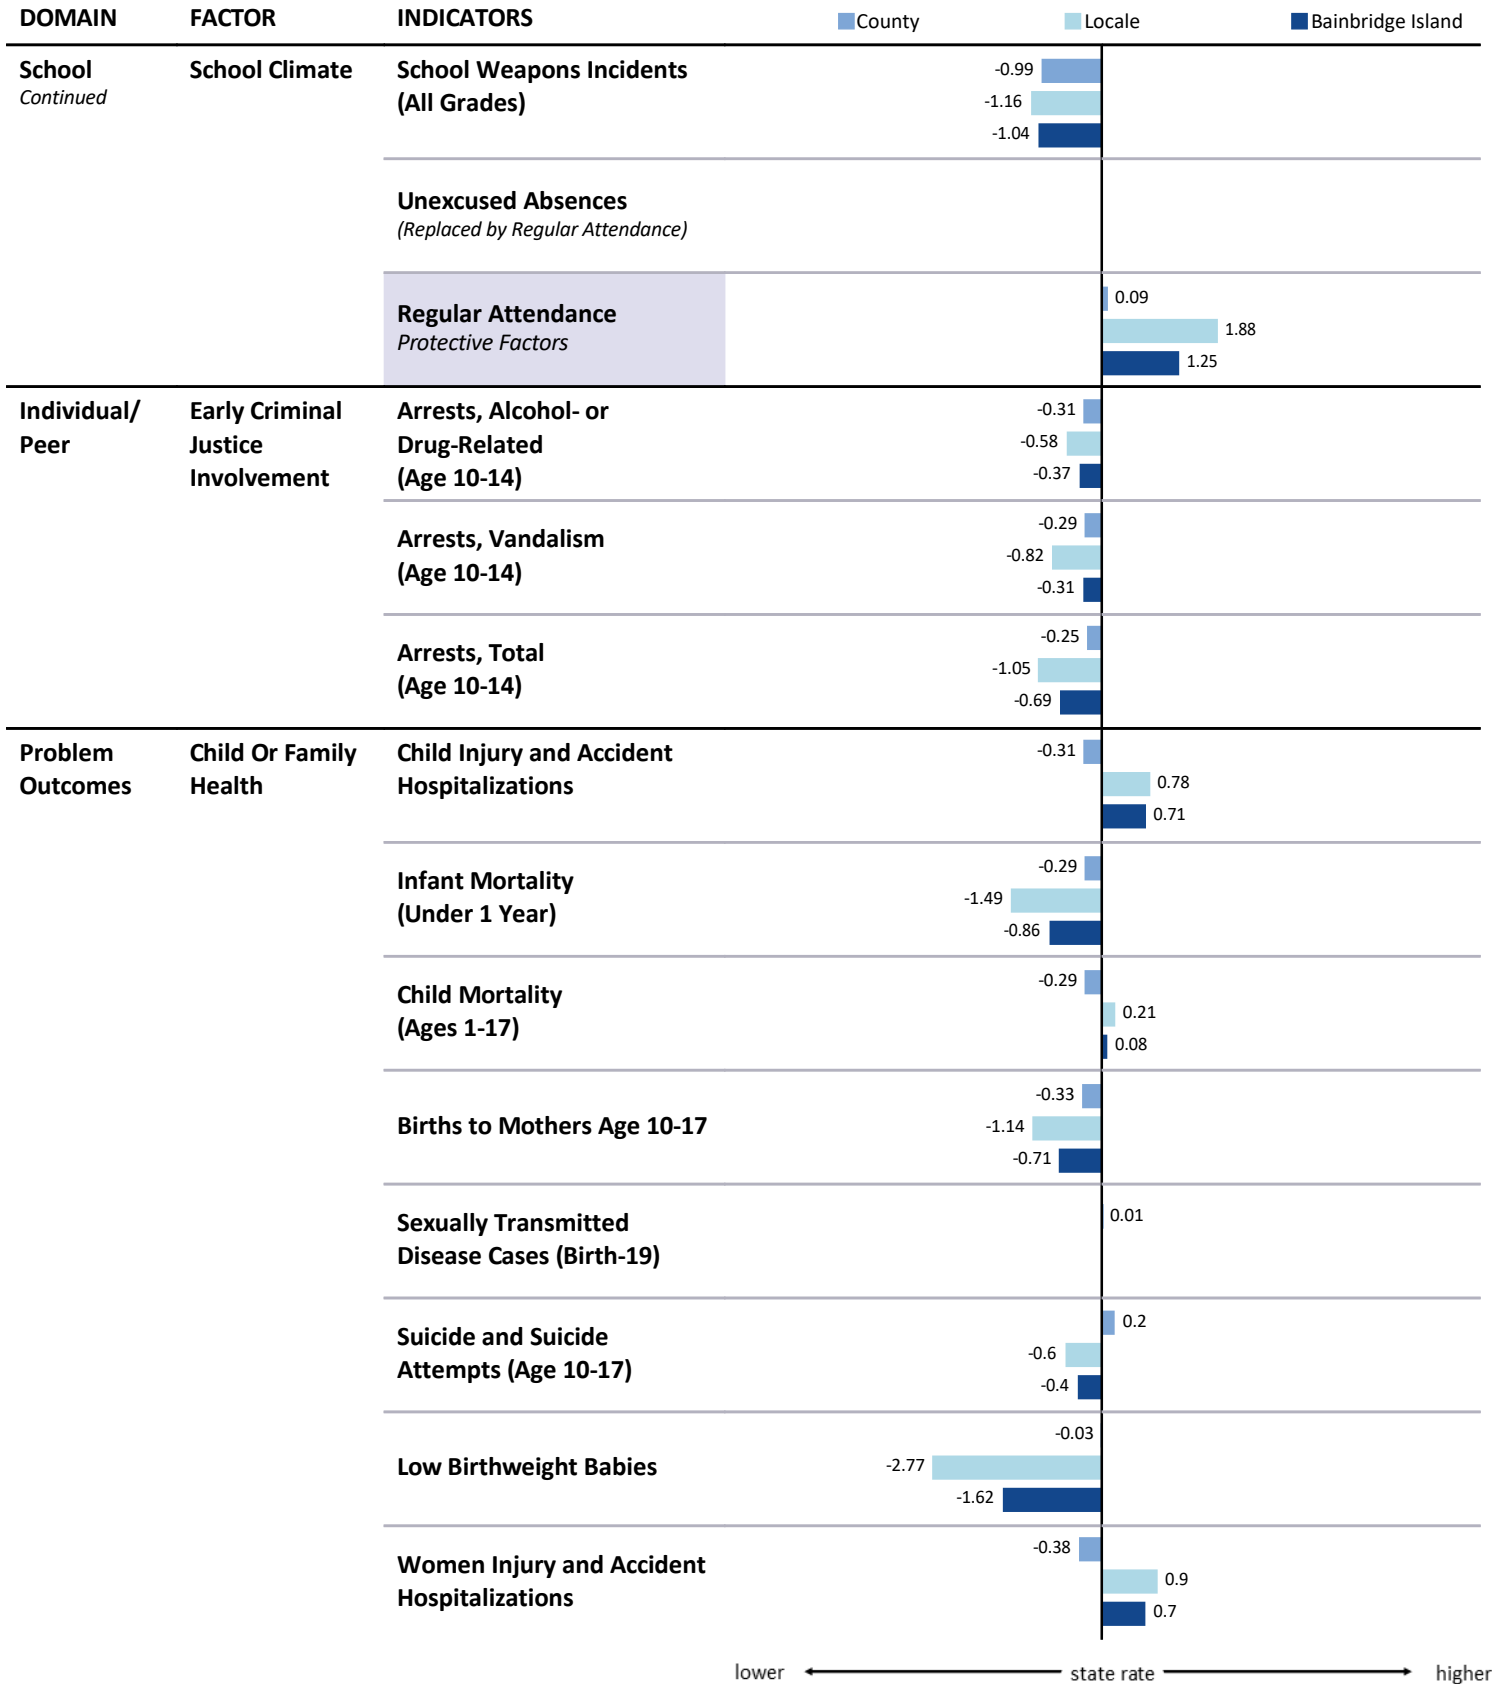 DOMAIN FACTOR INDICATORS County Locale Bainbridge Island
School School Climate School Weapons Incidents
Continued (All Grades)
-0.99
-1.16
-1.04
Unexcused Absences
(Replaced by Regular Attendance)
Regular Attendance
Protective Factors
0.09
1.88
1.25
Individual/ Early Criminal Arrests, Alcohol- or
Peer Justice Drug-Related
Involvement (Age 10-14)
-0.31
-0.58
-0.37
Arrests, Vandalism
(Age 10-14)
-0.29
-0.82
-0.31
Arrests, Total
(Age 10-14)
-0.25
-1.05
-0.69
Problem Child Or Family Child Injury and Accident
Outcomes Health Hospitalizations
-0.31
0.78
0.71
Infant Mortality
(Under 1 Year)
-0.29
-1.49
-0.86
Child Mortality
(Ages 1-17)
-0.29
0.21
0.08
Births to Mothers Age 10-17
-0.33
-1.14
-0.71
Sexually Transmitted
Disease Cases (Birth-19)
0.01
Suicide and Suicide
Attempts (Age 10-17)
0.2
-0.6
-0.4
Low Birthweight Babies
-0.03
-2.77
-1.62
Women Injury and Accident
Hospitalizations
-0.38
0.9
0.7
lower state rate higher